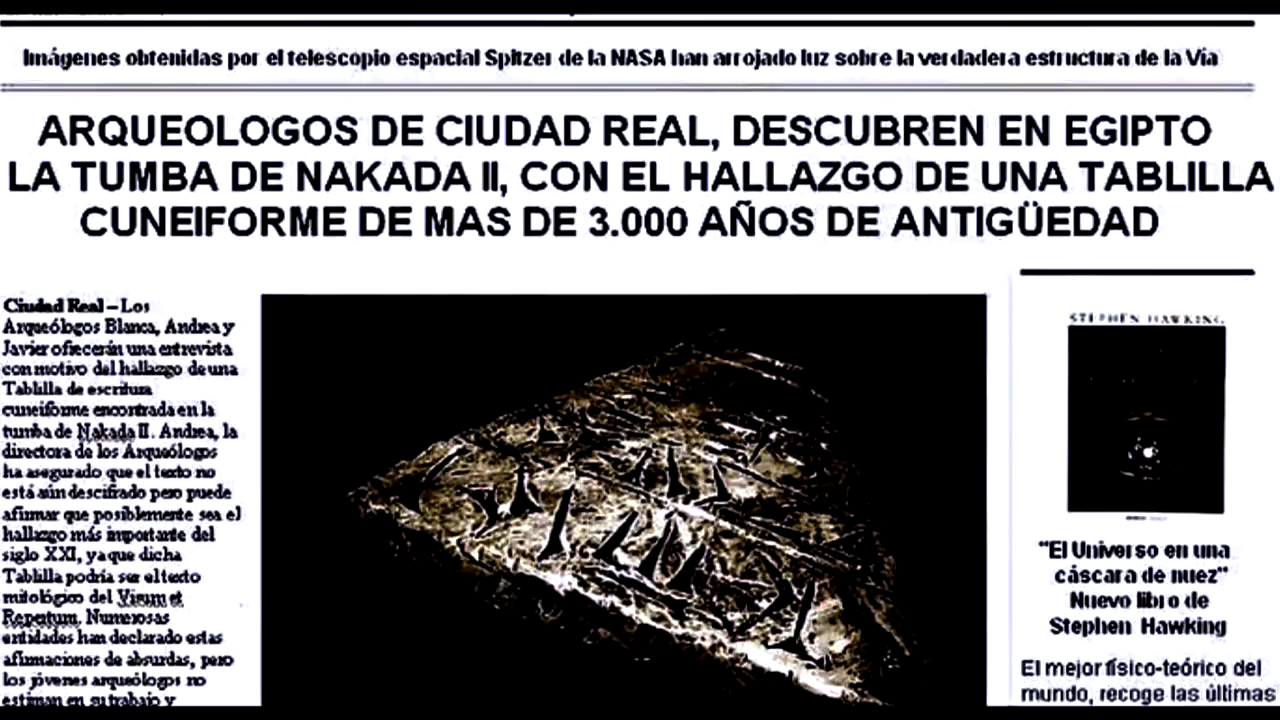 Imágenes obtenidas por el telescopio espacial Spitzer de la NASA han arrojado luz sobre la verdadera estructura de la Vía
ARQUEOLOGOS DE CIUDAD REAL, DESCUBREN EN EGIPTO
LA TUMBA DE NAKADA II, CON EL HALLAZGO DE UNA TABLILLA
CUNEIFORME DE MAS DE 3.000 AÑOS DE ANTIGÜEDAD
Ciudad Real – Los
Arqueólogos Blanca, Andrea y
Javier ofrecerán una entrevista
con motivo del hallazgo de una
Tablilla de escritura
cuneiforme encontrada en la
tumba de Nakada II. Andrea, la
directora de los Arqueólogos
ha asegurado que el texto no
está aún descifrado pero puede
afirmar que posiblemente sea el
hallazgo más importante del
siglo XXI, ya que dicha
Tablilla podría ser el texto
mitológico del Visum et
Repertum. Numerosas
entidades han declarado estas
afirmaciones de absurdas, pero
los jóvenes arqueólogos no
estiman en su trabajo y
STEPHEN HAWKING
"El Universo en una
cáscara de nuez"
Nuevo libro de
Stephen Hawking
El mejor físico-teórico del
mundo, recoge las últimas